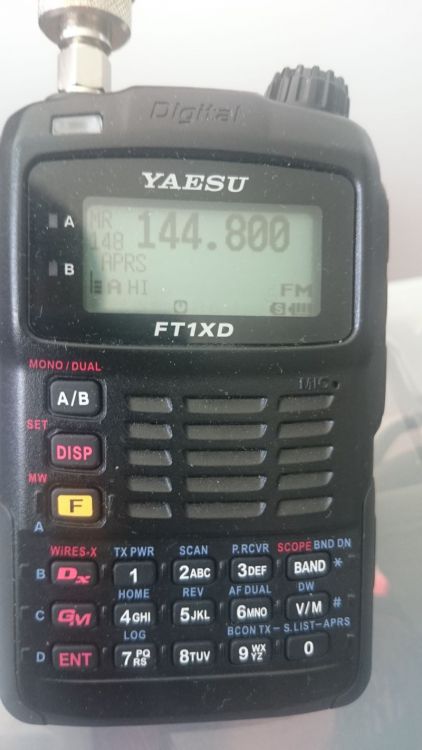 Digital
YAESU
A MR 144.800
148
B APRS
A HI FM
S
FT1XD
MONO/DUAL
A/B MIC
SET
DISP
MW
F
A
WiRES-X TX PWR SCAN P.RCVR SCOPE BND DN
B Dx 1 2ABC 3DEF BAND *
HOME REV AF DUAL DW
C GM 4GHI 5JKL 6MNO V/M #
LOG BCON TX – S.LIST – APRS
D ENT 7PQRS 8TUV 9WXYZ 0